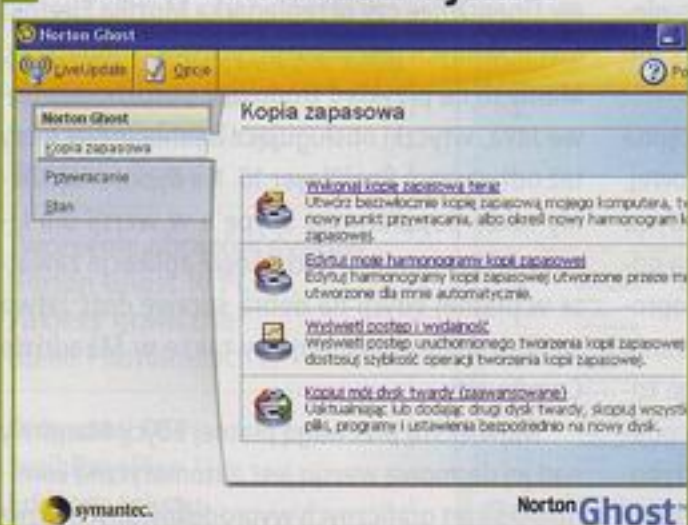 Norton Ghost
LiveUpdate Opcje
Norton Ghost
Kopia zapasowa
Przywracanie
Stan
Kopia zapasowa
Wykonaj kopię zapasową teraz
Utwórz bezzwłocznie kopię zapasową mojego komputera,
nowy punkt przywracania, albo określ nowy harmonogram
zapasowej.
Edytuj moje harmonogramy kopii zapasowej
Edytuj harmonogramy kopii zapasowej utworzone przeze
utworzone dla mnie automatycznie.
Wyświetl postęp i wydajność
Wyświetl postęp uruchomionego tworzenia kopii zapasowej
dostosuj szybkość operacji tworzenia kopii zapasowej.
Kopiuj mój dysk twardy (zaawansowane)
Uaktualniając lub dodając drugi dysk twardy, skopiuj
pliki, programy i ustawienia bezpośrednio na nowy dysk.
symantec.
Norton Ghost